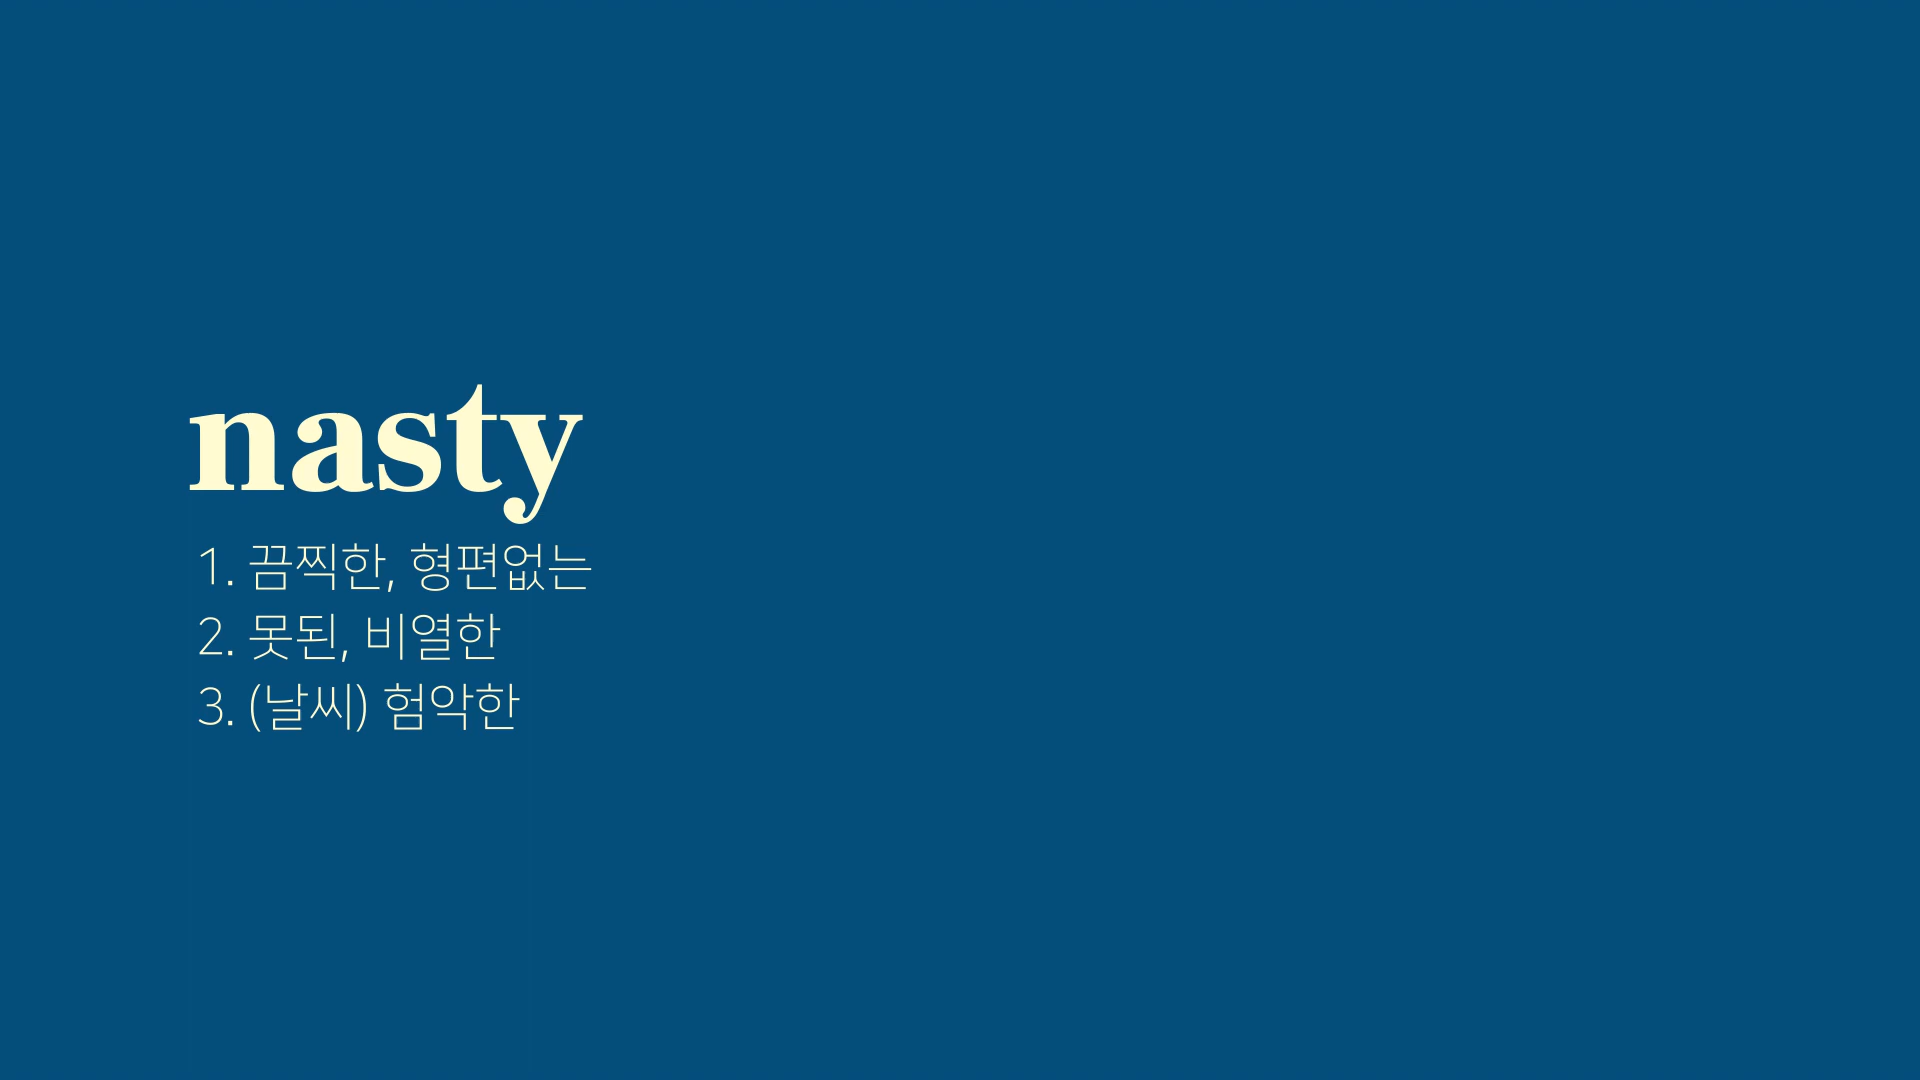 nasty
1. 끔찍한, 형편없는
2. 못된, 비열한
3. (날씨) 험악한